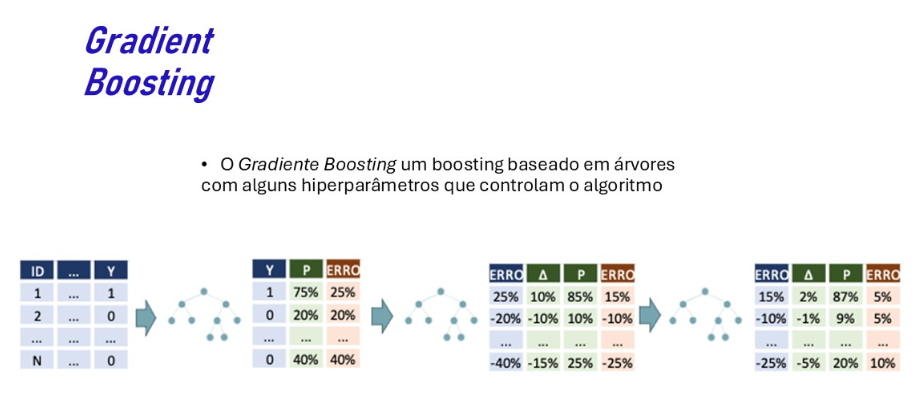 Gradient
Boosting
• O Gradiente Boosting um boosting baseado em árvores
com alguns hiperparâmetros que controlam o algoritmo
ID ... Y
1 ... 1
2 ... 0
... ... ...
N ... 0
Y P ERRO
1 75% 25%
0 20% 20%
... ... ...
0 40% 40%
ERRO Δ P ERRO
25% 10% 85% 15%
-20% -10% 10% -10%
... ... ... ...
-40% -15% 25% -25%
ERRO Δ P ERRO
15% 2% 87% 5%
-10% -1% 9% 5%
... ... ... ...
-25% -5% 20% 10%